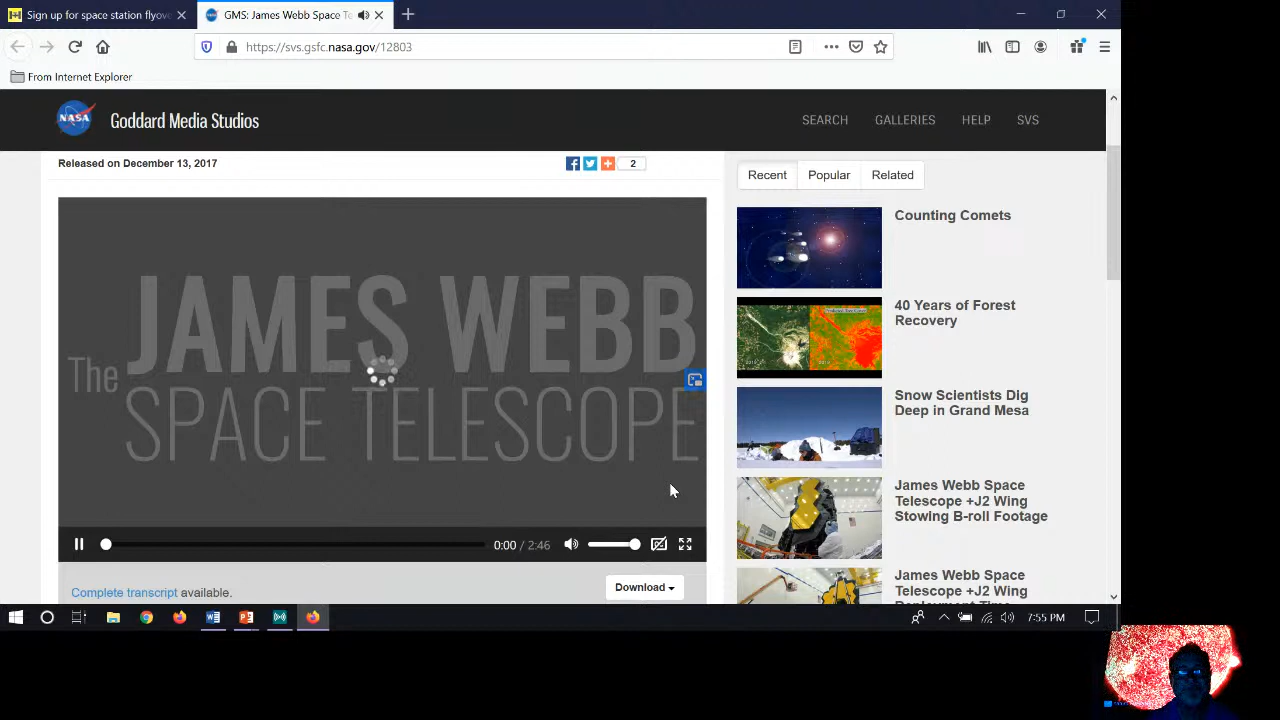 Sign up for space station flyov
GMS: James Webb Space Te
https://svs.gsfc.nasa.gov/12803
From Internet Explorer
NASA
Goddard Media Studios
SEARCH
GALLERIES
HELP
SVS
Released on December 13, 2017
2
The JAMES WEBB
SPACE TELESCOPE
0:00 / 2:46
Complete transcript available.
Download
Recent
Popular
Related
Counting Comets
40 Years of Forest
Recovery
Snow Scientists Dig
Deep in Grand Mesa
James Webb Space
Telescope +J2 Wing
Stowing B-roll Footage
James Webb Space
Telescope +J2 Wing
Deployment Time
7:55 PM